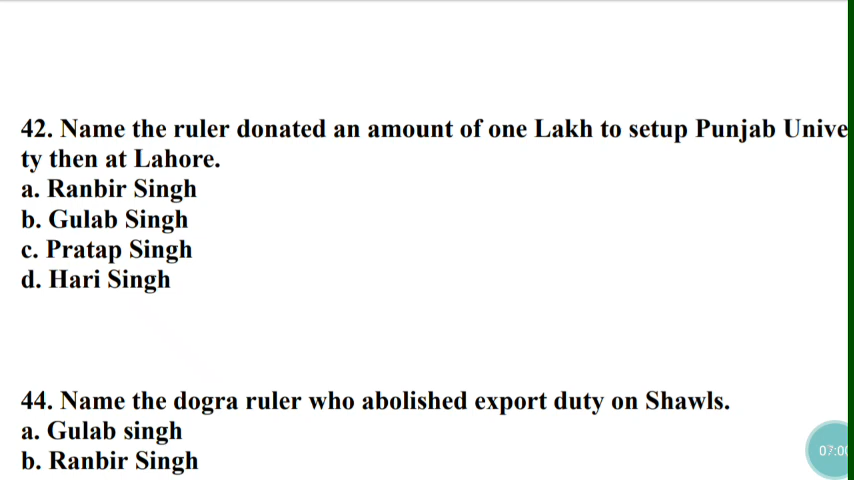 42. Name the ruler donated an amount of one Lakh to setup Punjab Unive
ty then at Lahore.
a. Ranbir Singh
b. Gulab Singh
c. Pratap Singh
d. Hari Singh
44. Name the dogra ruler who abolished export duty on Shawls.
a. Gulab singh
b. Ranbir Singh
07:00